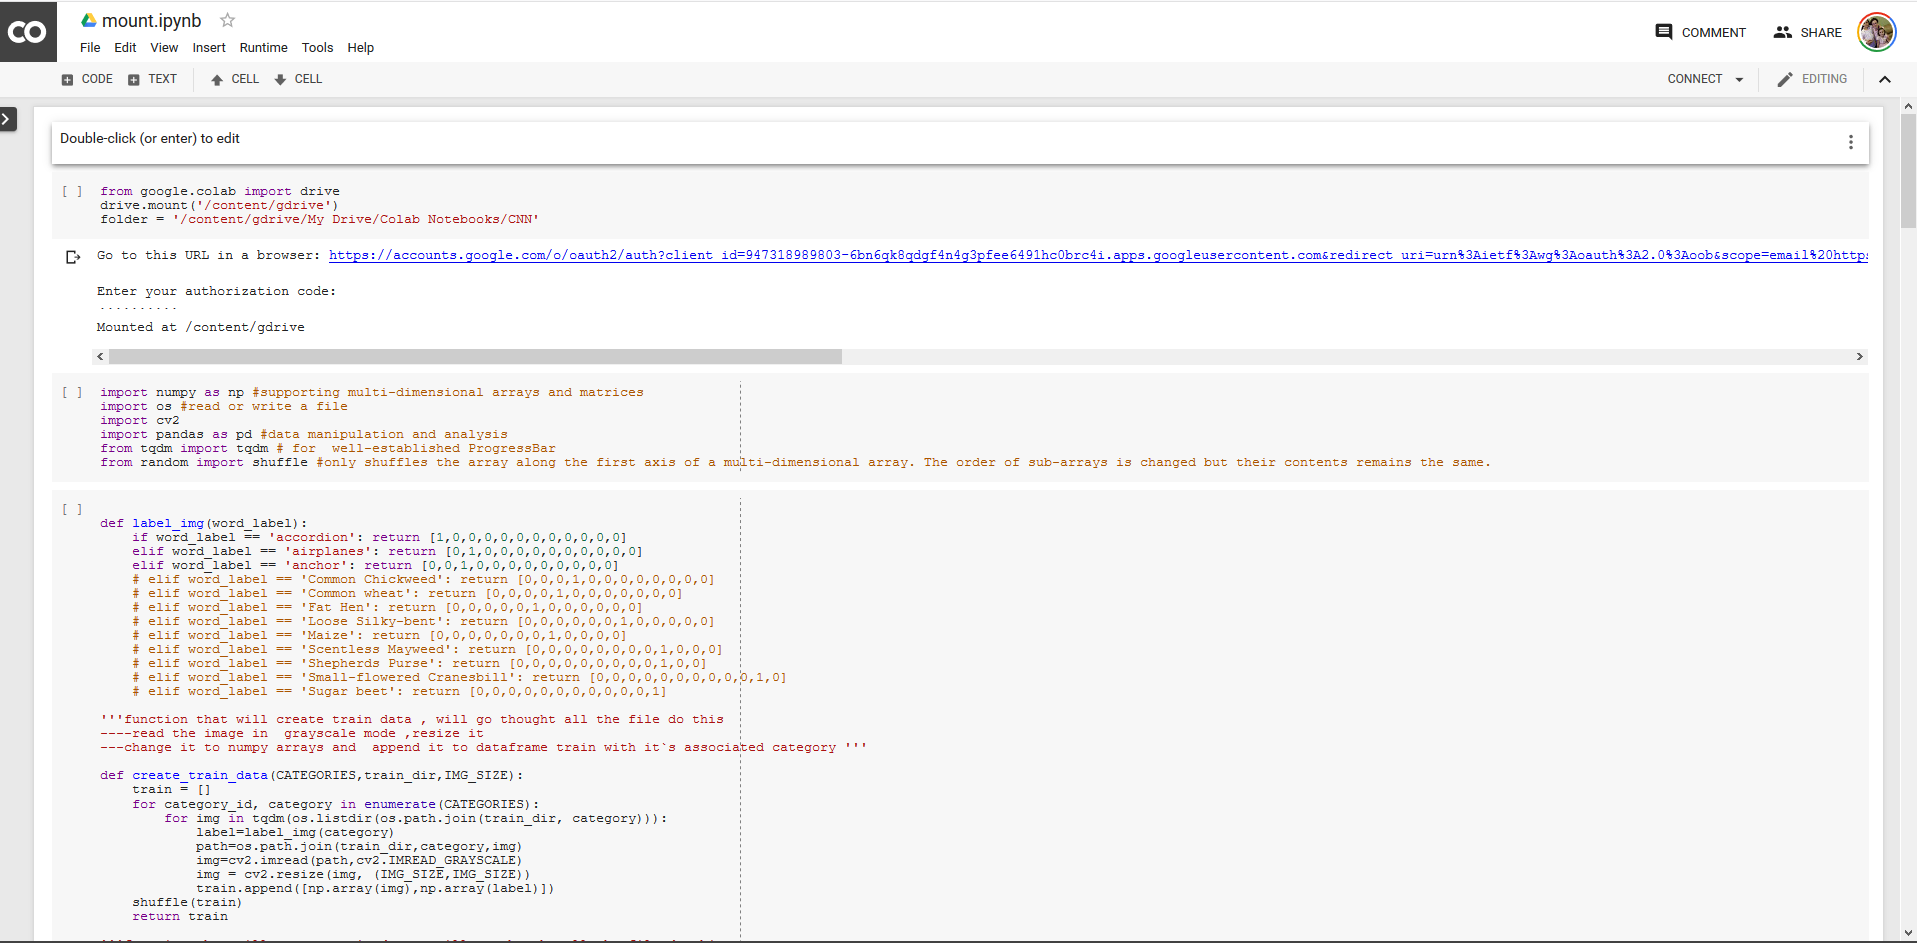 CO
mount.ipynb
File Edit View Insert Runtime Tools Help
COMMENT SHARE
CODE TEXT CELL CELL
CONNECT EDITING
Double-click (or enter) to edit
[ ] from google.colab import drive
drive.mount('/content/gdrive')
folder = '/content/gdrive/My Drive/Colab Notebooks/CNN'
Go to this URL in a browser: https://accounts.google.com/o/oauth2/auth?client_id=947318989803-6bn6qk8qdgf4n4g3pfee6491hc0brc4i.apps.googleusercontent.com&redirect_uri=urn%3Aietf%3Awg%3Aoauth%3A2.0%3Aoob&scope=email%20https
Enter your authorization code:
··········
Mounted at /content/gdrive
[ ] import numpy as np #supporting multi-dimensional arrays and matrices
import os #read or write a file
import cv2
import pandas as pd #data manipulation and analysis
from tqdm import tqdm # for  well-established ProgressBar
from random import shuffle #only shuffles the array along the first axis of a multi-dimensional array. The order of sub-arrays is changed but their contents remains the same.
[ ]
def label_img(word_label):
    if word_label == 'accordion': return [1,0,0,0,0,0,0,0,0,0,0,0]
    elif word_label == 'airplanes': return [0,1,0,0,0,0,0,0,0,0,0,0]
    elif word_label == 'anchor': return [0,0,1,0,0,0,0,0,0,0,0,0]
    # elif word_label == 'Common Chickweed': return [0,0,0,1,0,0,0,0,0,0,0,0]
    # elif word_label == 'Common wheat': return [0,0,0,0,1,0,0,0,0,0,0,0]
    # elif word_label == 'Fat Hen': return [0,0,0,0,0,1,0,0,0,0,0,0]
    # elif word_label == 'Loose Silky-bent': return [0,0,0,0,0,0,1,0,0,0,0,0]
    # elif word_label == 'Maize': return [0,0,0,0,0,0,0,1,0,0,0,0]
    # elif word_label == 'Scentless Mayweed': return [0,0,0,0,0,0,0,0,1,0,0,0]
    # elif word_label == 'Shepherds Purse': return [0,0,0,0,0,0,0,0,0,1,0,0]
    # elif word_label == 'Small-flowered Cranesbill': return [0,0,0,0,0,0,0,0,0,0,1,0]
    # elif word_label == 'Sugar beet': return [0,0,0,0,0,0,0,0,0,0,0,1]
'''function that will create train data , will go thought all the file do this
----read the image in  grayscale mode ,resize it
---change it to numpy arrays and  append it to dataframe train with it`s associated category '''
def create_train_data(CATEGORIES,train_dir,IMG_SIZE):
    train = []
    for category_id, category in enumerate(CATEGORIES):
        for img in tqdm(os.listdir(os.path.join(train_dir, category))):
            label=label_img(category)
            path=os.path.join(train_dir,category,img)
            img=cv2.imread(path,cv2.IMREAD_GRAYSCALE)
            img = cv2.resize(img, (IMG_SIZE,IMG_SIZE))
            train.append([np.array(img),np.array(label)])
    shuffle(train)
    return train